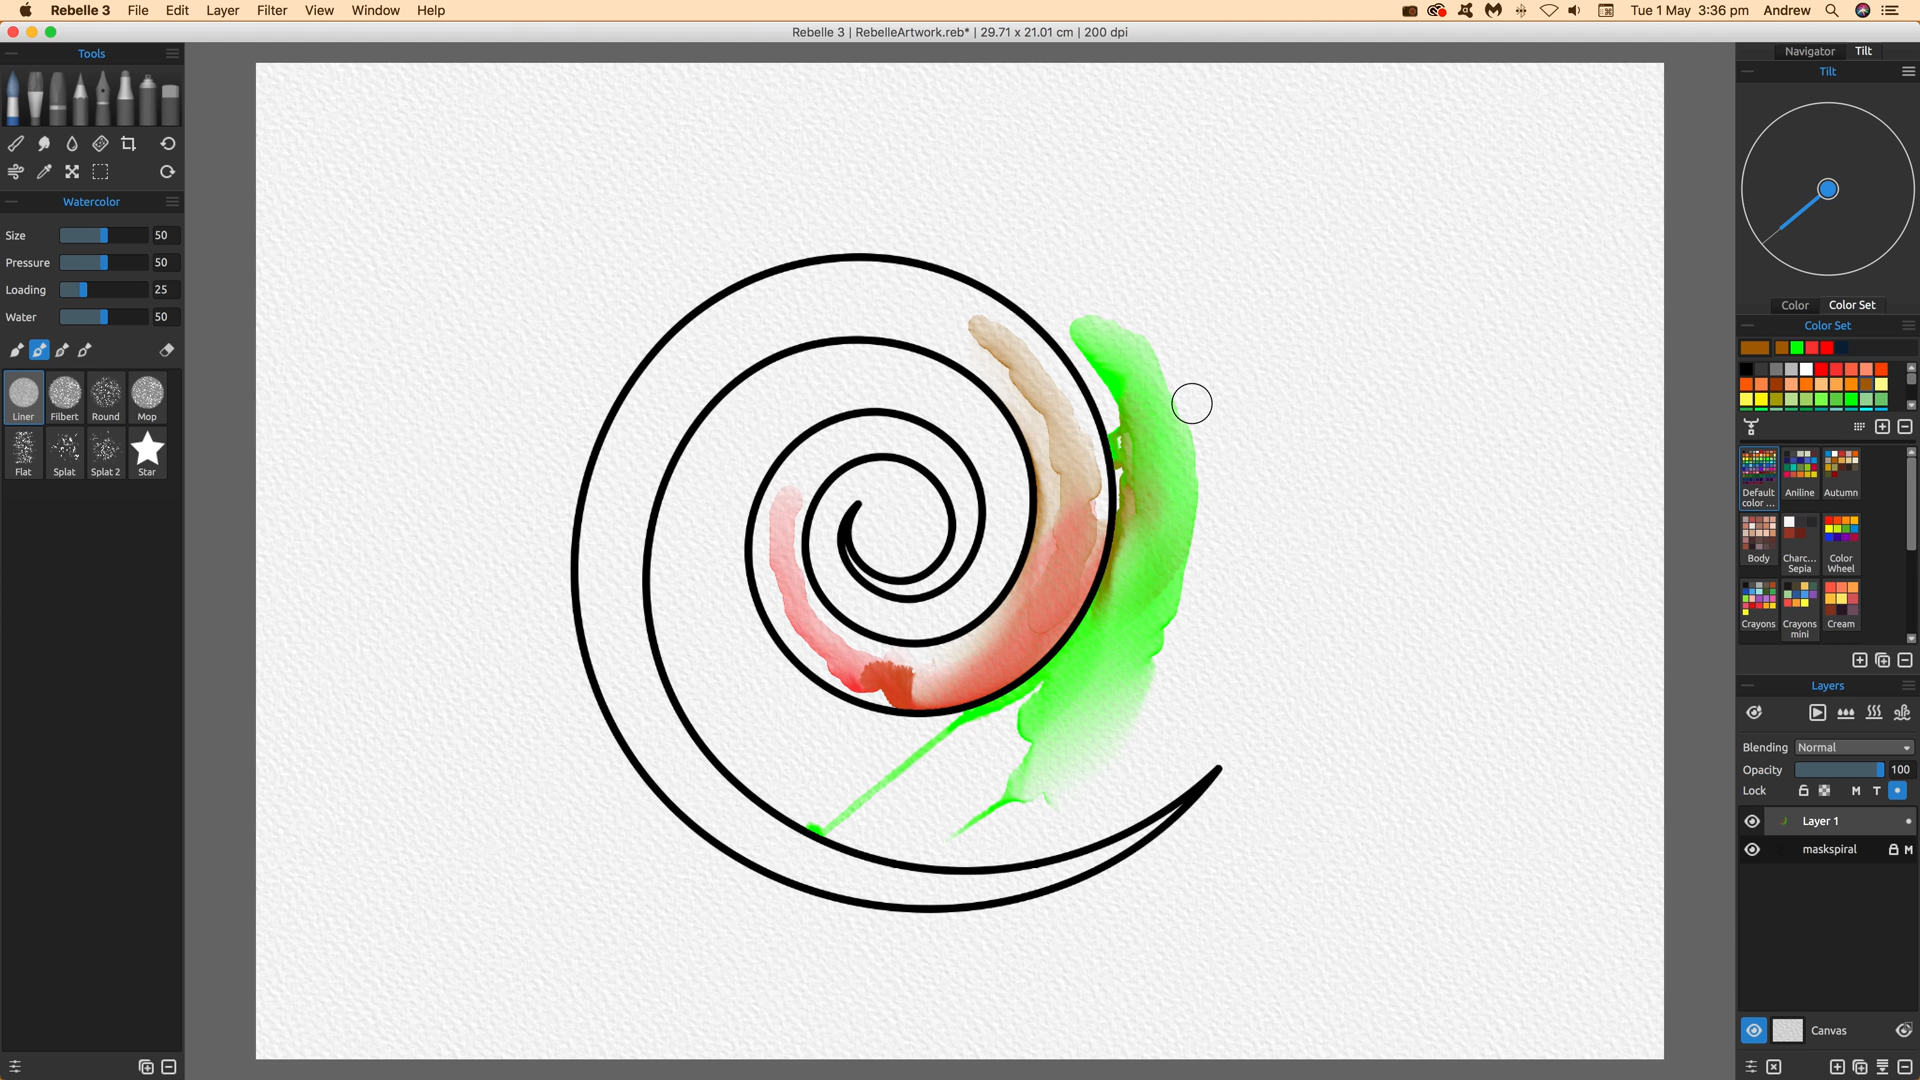 Rebelle 3 File Edit Layer Filter View Window Help Tue 1 May 3:36 pm Andrew
Rebelle 3 | RebelleArtwork.reb* | 29.71 x 21.01 cm | 200 dpi
Tools
Watercolor
Size 50
Pressure 50
Loading 25
Water 50
Liner Filbert Round Mop
Flat Splat Splat 2 Star
Navigator Tilt
Tilt
Color Color Set
Color Set
Default color ... Aniline Autumn
Body Charc... Sepia Color Wheel
Crayons Crayons mini Cream
Layers
Blending Normal
Opacity 100
Lock M T
Layer 1
maskspiral M
Canvas